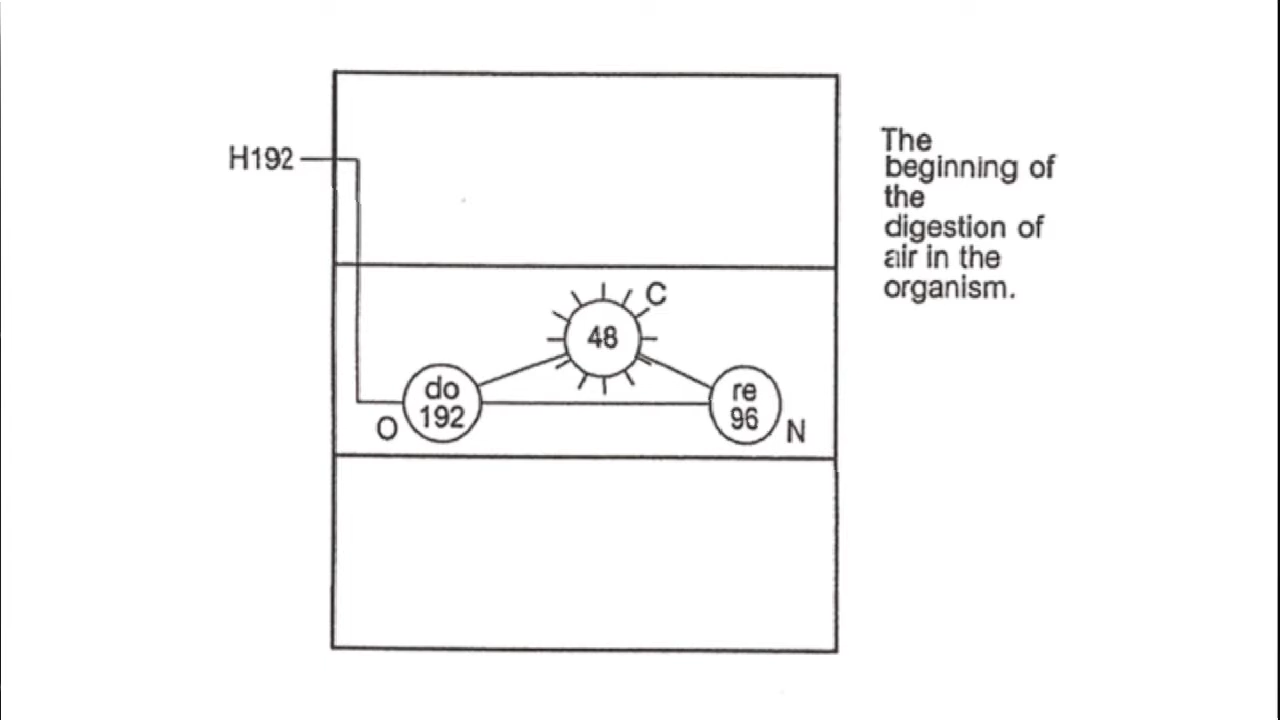 H192
The
beginning of
the
digestion of
air in the
organism.
C
48
do
192
re
96
O
N